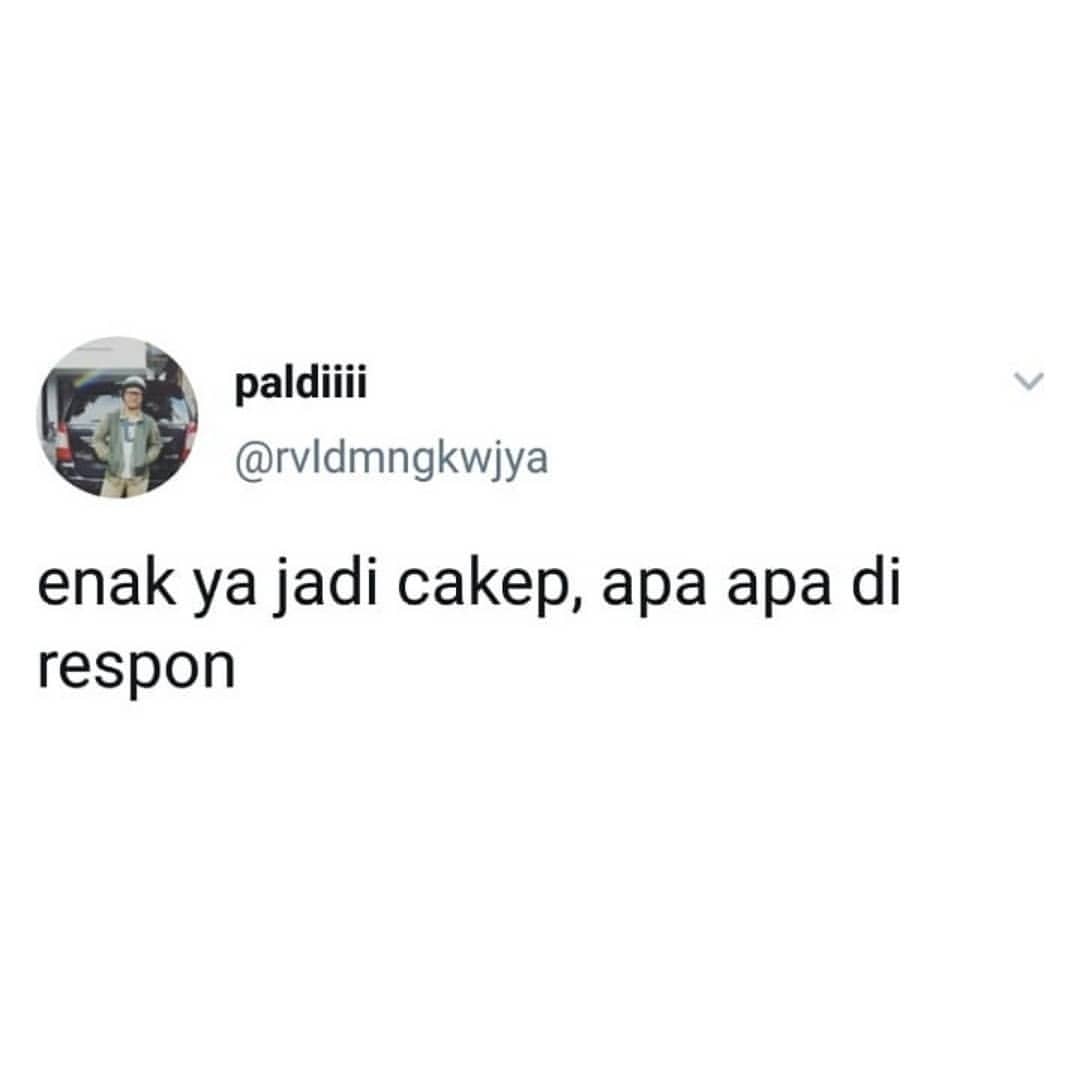 paldiiii
@rvldmngkwjya
enak ya jadi cakep, apa apa di
respon